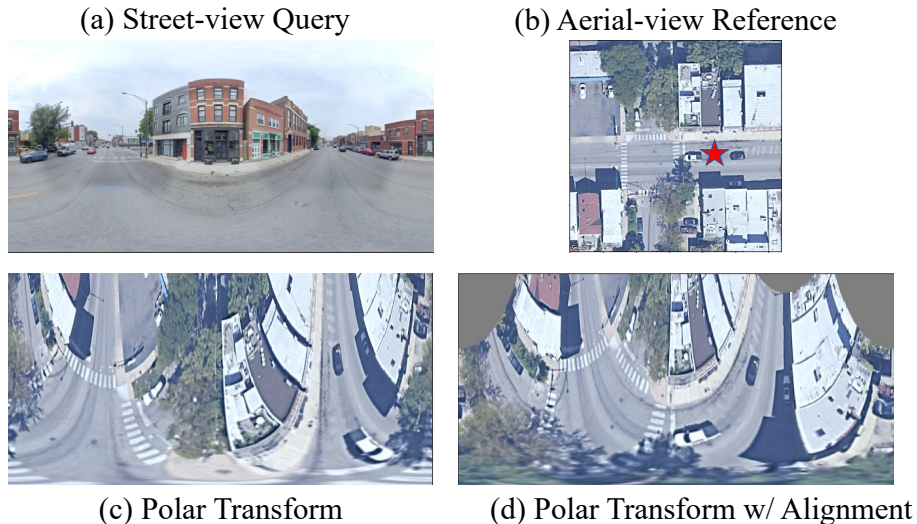 (a) Street-view Query
(b) Aerial-view Reference
(c) Polar Transform
(d) Polar Transform w/ Alignment